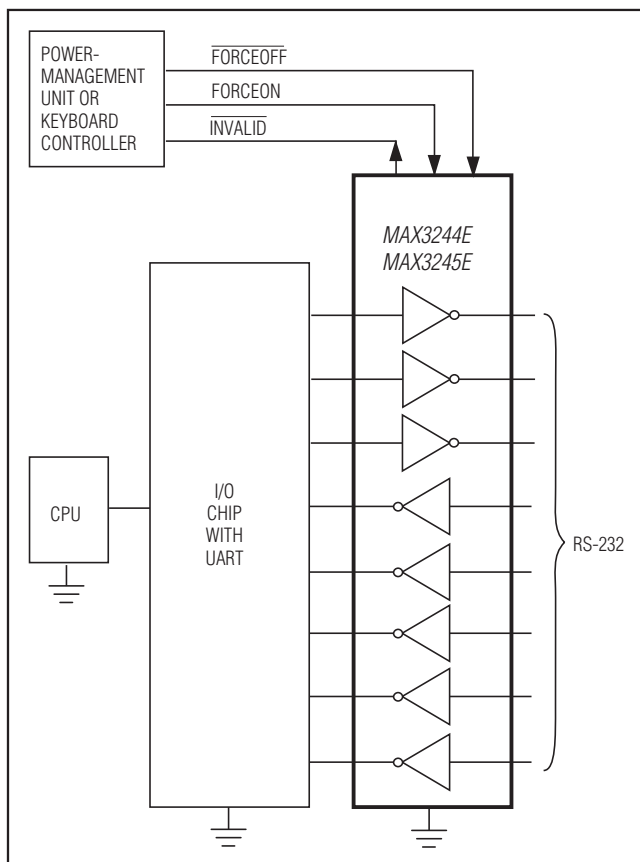 POWER-
MANAGEMENT
UNIT OR
KEYBOARD
CONTROLLER
FORCEOFF
FORCEON
INVALID
MAX3244E
MAX3245E
CPU
I/O
CHIP
WITH
UART
RS-232